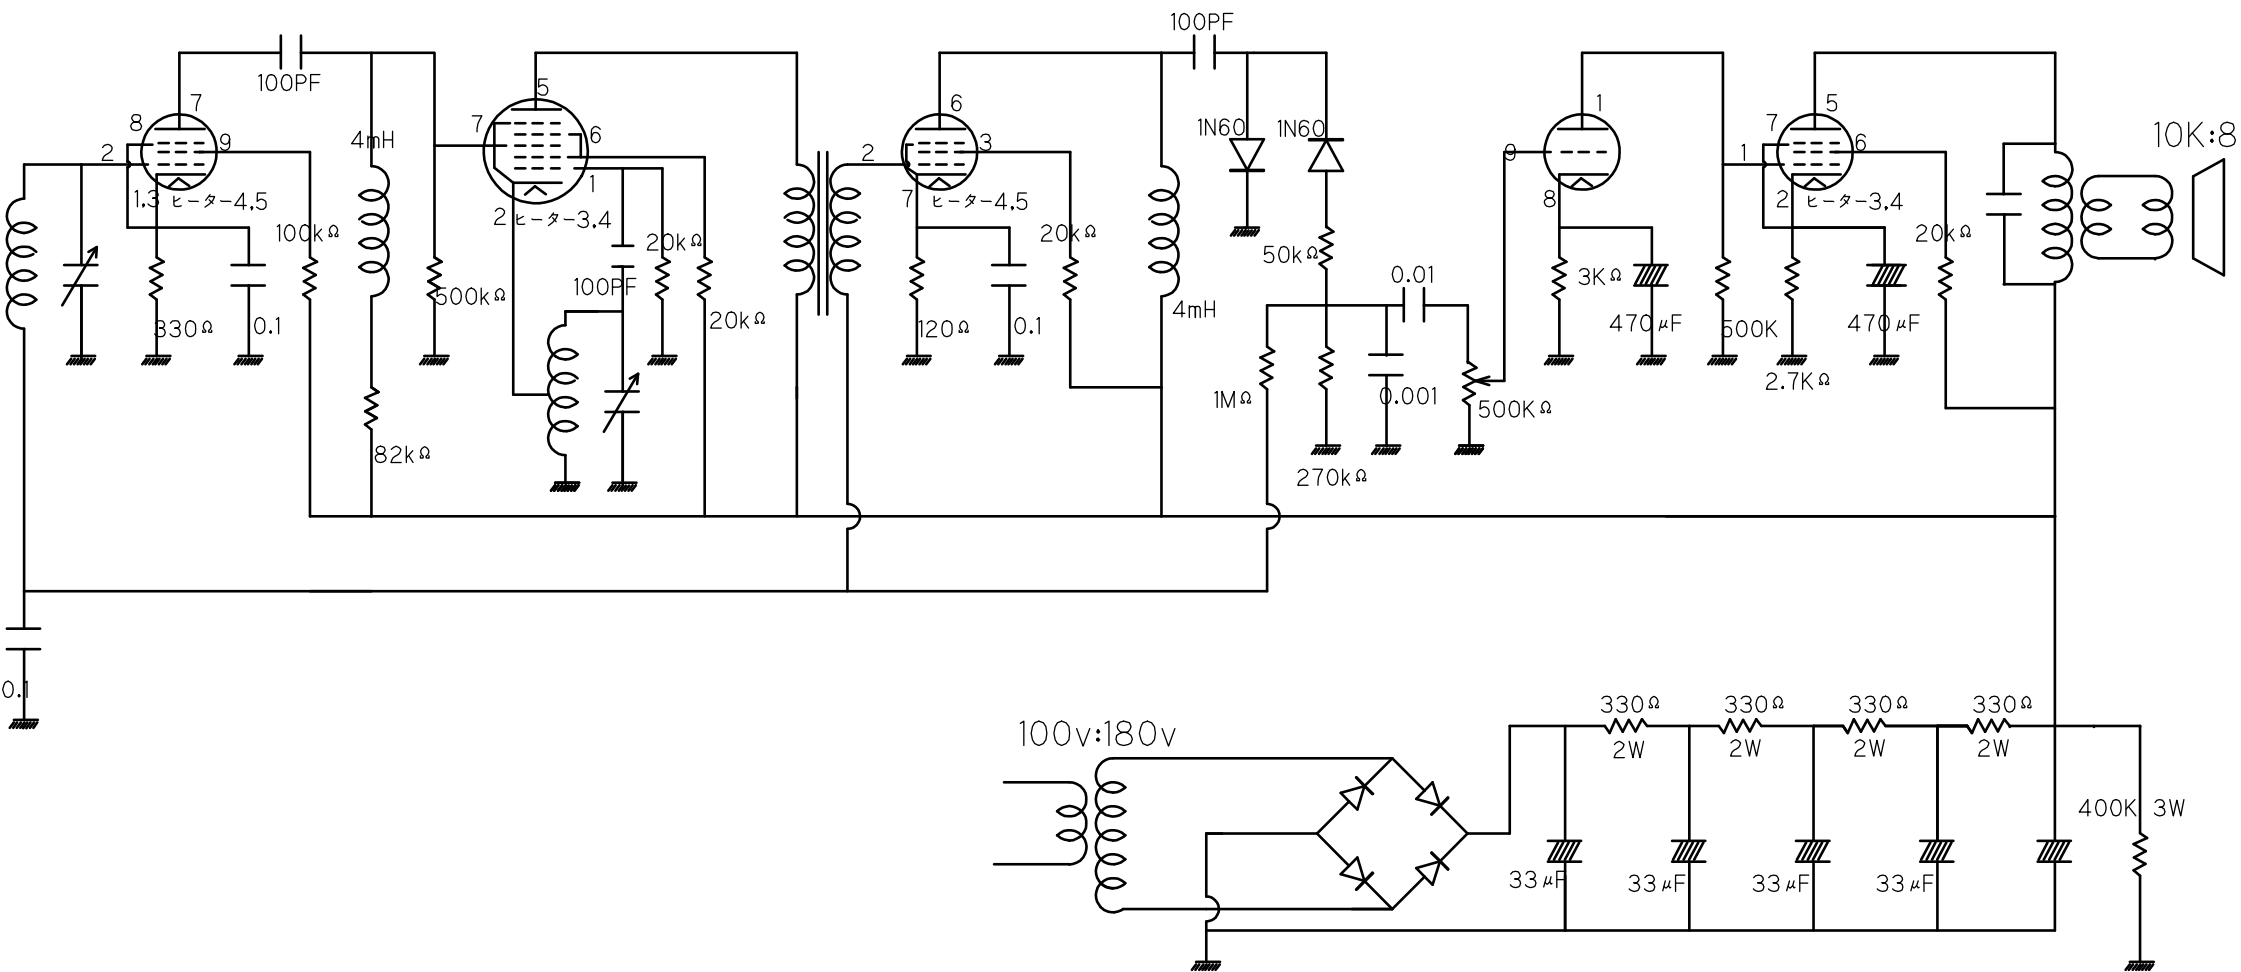 100PF
100PF
7
8
9
2
1,3
ヒーター4,5
330Ω
0.1
100kΩ
4mH
82kΩ
500kΩ
5
7
6
1
2
ヒーター3,4
100PF
20kΩ
20kΩ
6
2
3
7
ヒーター4,5
120Ω
0.1
20kΩ
4mH
1N60
1N60
50kΩ
1MΩ
270kΩ
0.01
0.001
500KΩ
1
9
8
3KΩ
470μF
500K
5
7
6
1
2
ヒーター3,4
2.7KΩ
470μF
20kΩ
10K:8
0.1
100v:180v
330Ω
2W
330Ω
2W
330Ω
2W
330Ω
2W
33μF
33μF
33μF
33μF
400K 3W